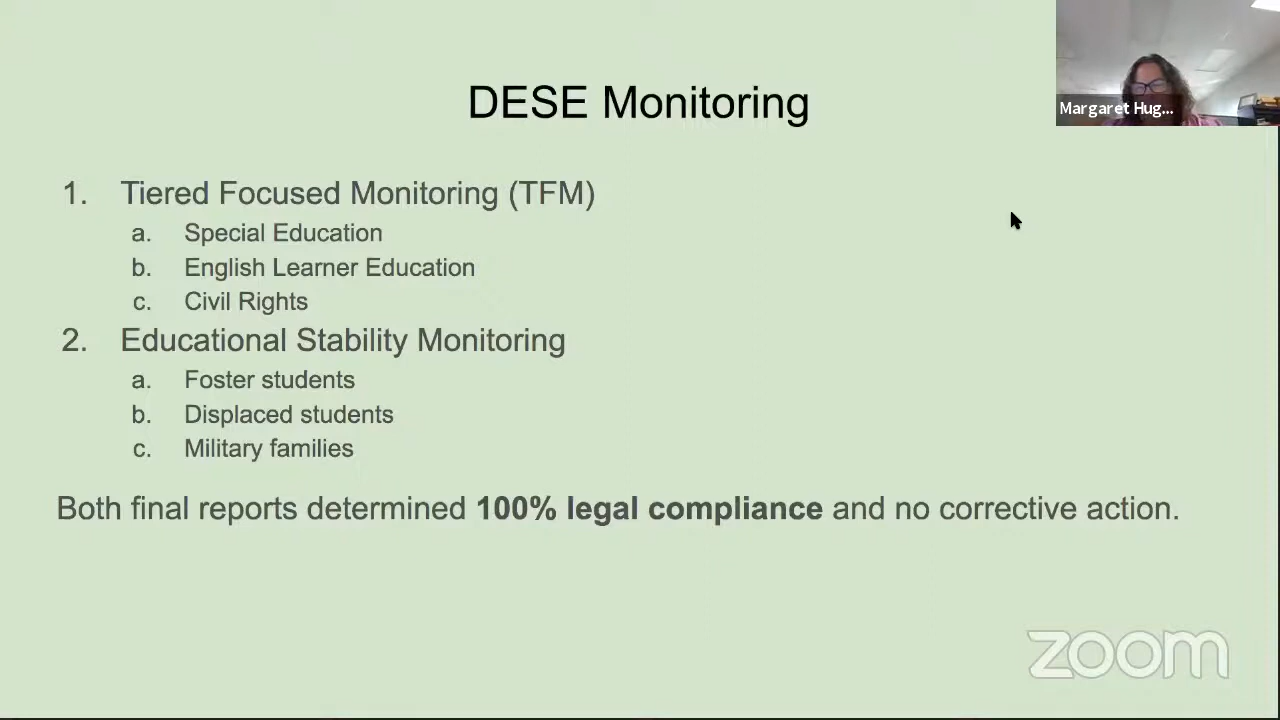 DESE Monitoring
Margaret Hug...
1. Tiered Focused Monitoring (TFM)
a. Special Education
b. English Learner Education
c. Civil Rights
2. Educational Stability Monitoring
a. Foster students
b. Displaced students
c. Military families
Both final reports determined 100% legal compliance and no corrective action.
zoom